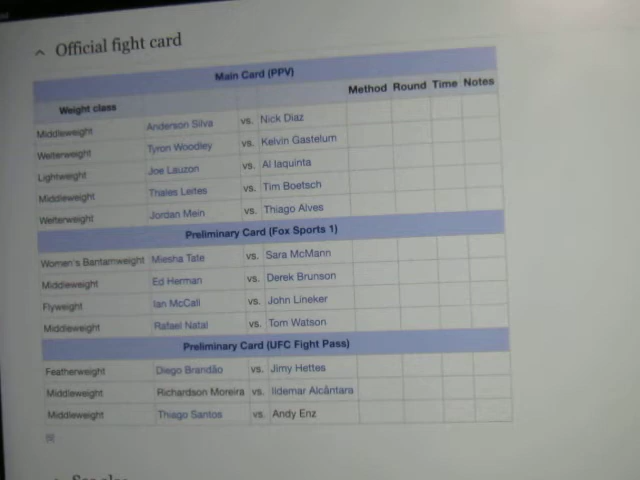 Official fight card
Main Card (PPV)
Weight class Method Round Time Notes
Middleweight Anderson Silva vs. Nick Diaz
Welterweight Tyron Woodley vs. Kelvin Gastelum
Lightweight Joe Lauzon vs. Al Iaquinta
Middleweight Thales Leites vs. Tim Boetsch
Welterweight Jordan Mein vs. Thiago Alves
Preliminary Card (Fox Sports 1)
Women's Bantamweight Miesha Tate vs. Sara McMann
Middleweight Ed Herman vs. Derek Brunson
Flyweight Ian McCall vs. John Lineker
Middleweight Rafael Natal vs. Tom Watson
Preliminary Card (UFC Fight Pass)
Featherweight Diego Brandão vs. Jimy Hettes
Middleweight Richardson Moreira vs. Ildemar Alcântara
Middleweight Thiago Santos vs. Andy Enz